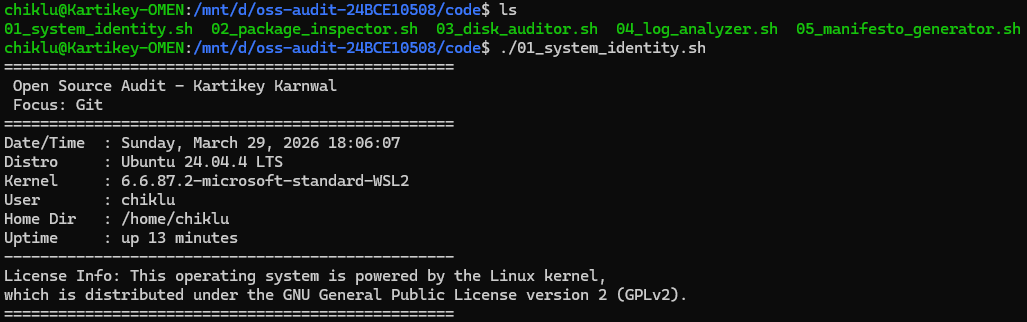 chiklu@Kartikey-OMEN:/mnt/d/oss-audit-24BCE10508/code$ ls
01_system_identity.sh  02_package_inspector.sh  03_disk_auditor.sh  04_log_analyzer.sh  05_manifesto_generator.sh
chiklu@Kartikey-OMEN:/mnt/d/oss-audit-24BCE10508/code$ ./01_system_identity.sh
==================================================
 Open Source Audit - Kartikey Karnwal
 Focus: Git
==================================================
Date/Time  : Sunday, March 29, 2026 18:06:07
Distro     : Ubuntu 24.04.4 LTS
Kernel     : 6.6.87.2-microsoft-standard-WSL2
User       : chiklu
Home Dir   : /home/chiklu
Uptime     : up 13 minutes
--------------------------------------------------
License Info: This operating system is powered by the Linux kernel,
which is distributed under the GNU General Public License version 2 (GPLv2).
==================================================